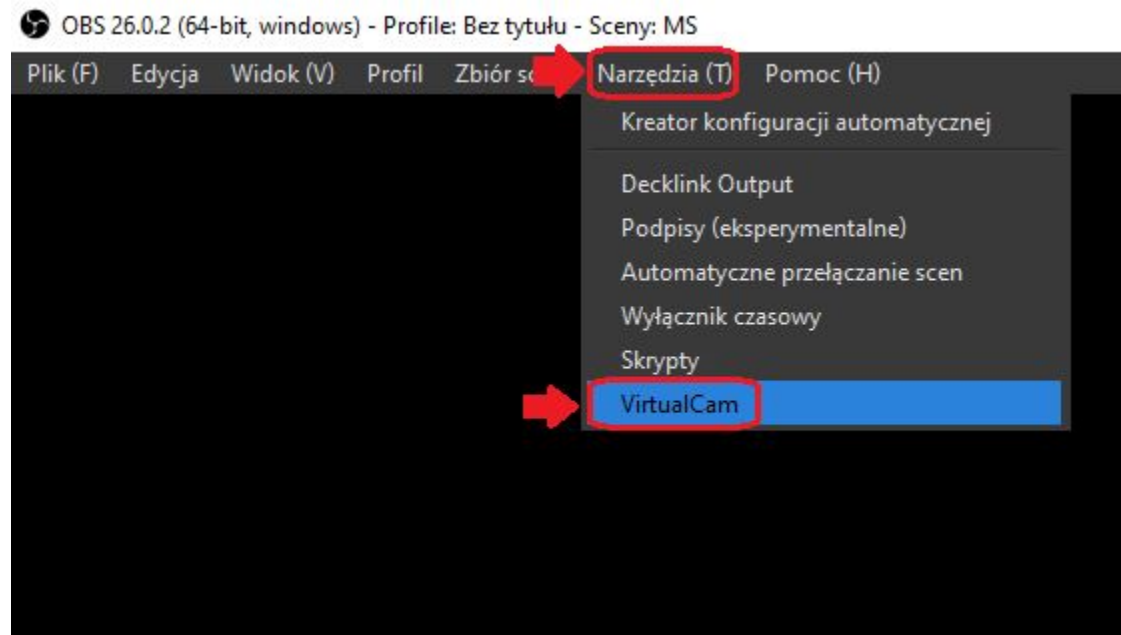 OBS 26.0.2 (64-bit, windows) - Profile: Bez tytułu - Sceny: MS
Plik (F) Edycja Widok (V) Profil Zbiór Narzędzia (T) Pomoc (H)
Kreator konfiguracji automatycznej
Decklink Output
Podpisy (eksperymentalne)
Automatyczne przełączanie scen
Wyłącznik czasowy
Skrypty
VirtualCam